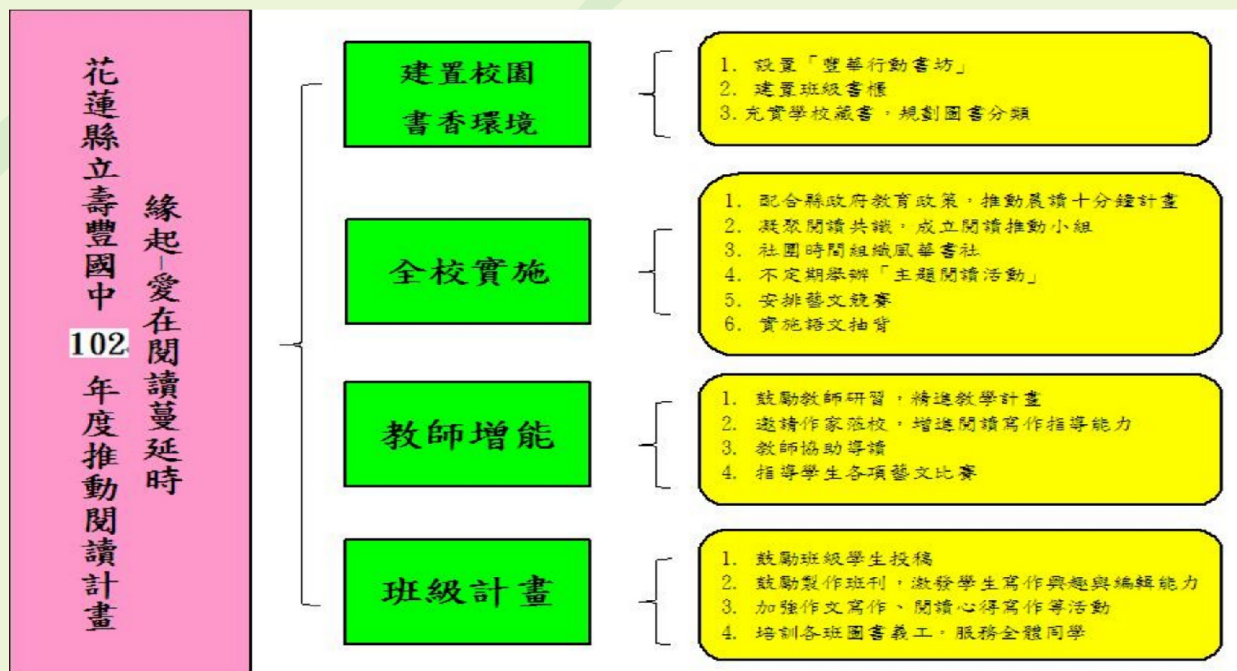 花蓮縣立壽豐國中 102 年度推動閱讀計畫
緣起-愛在閱讀蔓延時
建置校園
書香環境
1. 設置「豐華行動書坊」
2. 建置班級書櫃
3.充實學校藏書，規劃圖書分類
全校實施
1. 配合縣政府教育政策，推動晨讀十分鐘計畫
2. 凝聚閱讀共識，成立閱讀推動小組
3. 社團時間組織風華書社
4. 不定期舉辦「主題閱讀活動」
5. 安排藝文競賽
6. 實施語文抽背
教師增能
1. 鼓勵教師研習，精進教學計畫
2. 邀請作家蒞校，增進閱讀寫作指導能力
3. 教師協助導讀
4. 指導學生各項藝文比賽
班級計畫
1. 鼓勵班級學生投稿
2. 鼓勵製作班刊，激發學生寫作興趣與編輯能力
3. 加強作文寫作、閱讀心得寫作等活動
4. 培訓各班圖書義工，服務全體同學